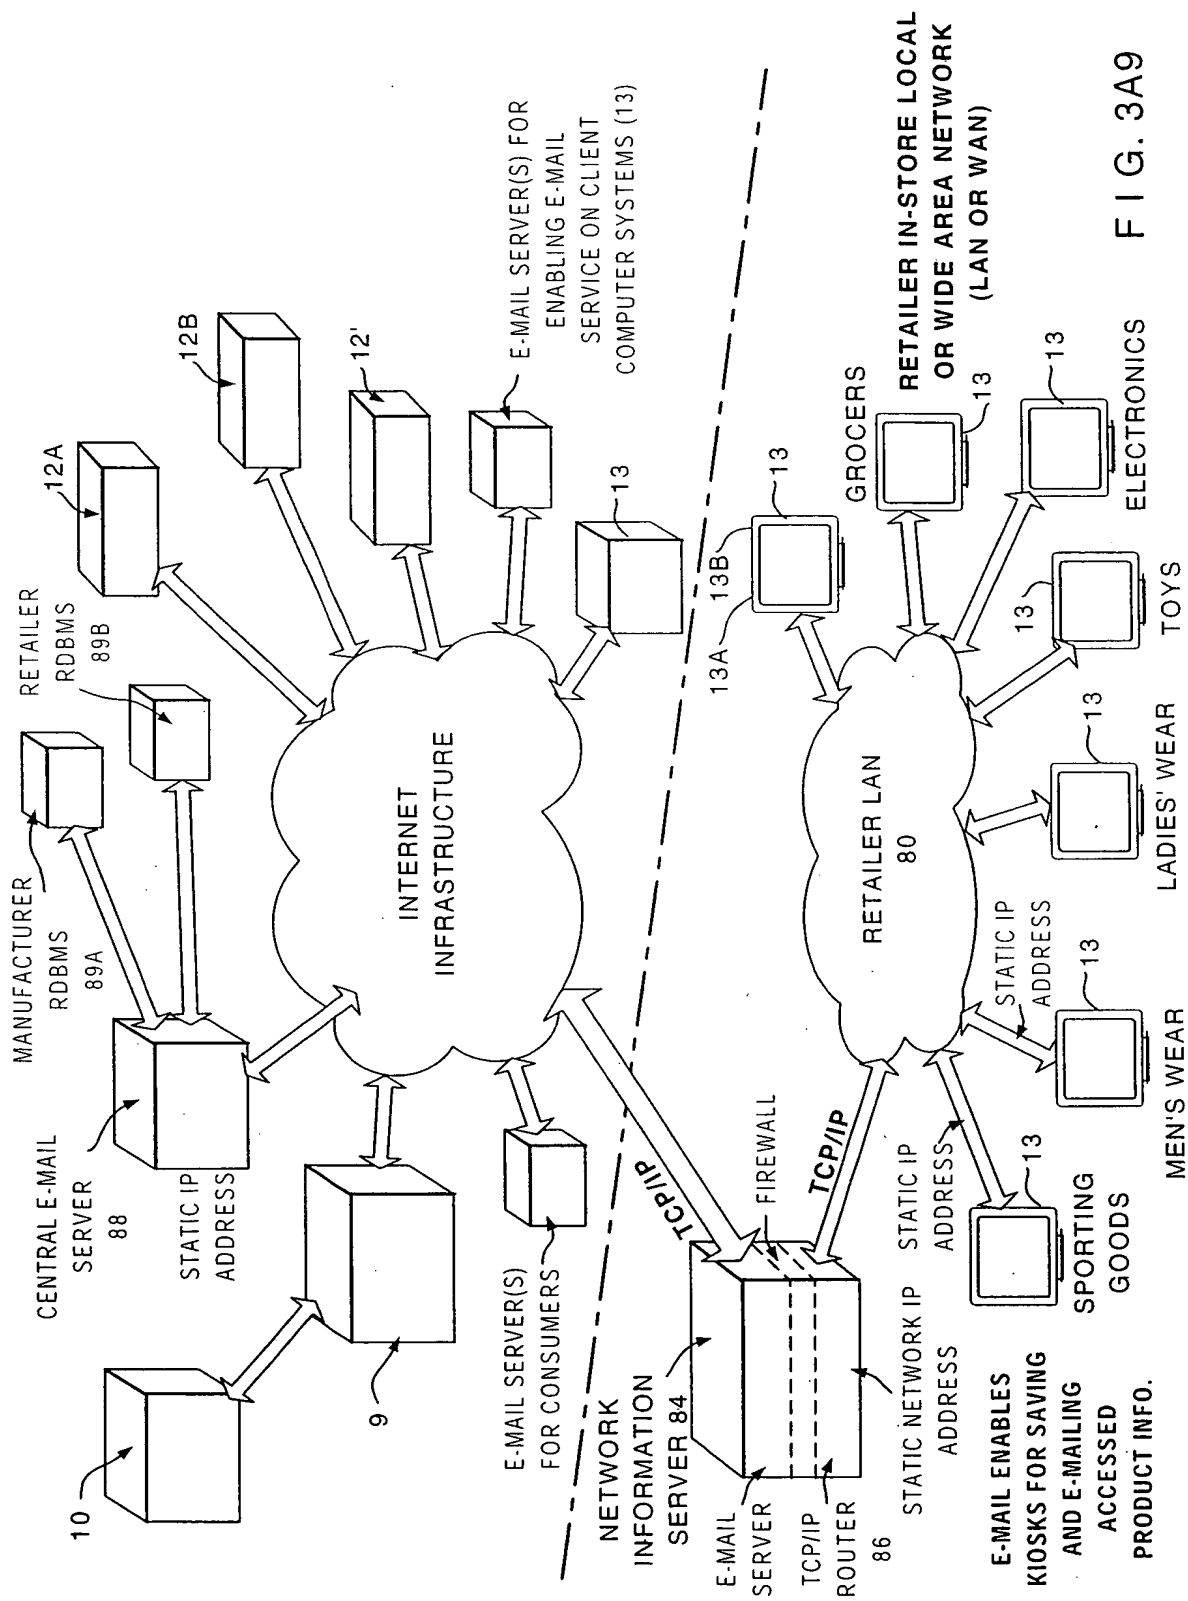 10
9
CENTRAL E-MAIL
SERVER
88
STATIC IP
ADDRESS
MANUFACTURER
RDBMS
89A
RETAILER
RDBMS
89B
12A
12B
12'
E-MAIL SERVER(S) FOR
ENABLING E-MAIL
SERVICE ON CLIENT
COMPUTER SYSTEMS (13)
13
INTERNET
INFRASTRUCTURE
E-MAIL SERVER(S)
FOR CONSUMERS
TCP/IP
NETWORK
INFORMATION
SERVER 84
FIREWALL
E-MAIL
SERVER
TCP/IP
ROUTER
86
STATIC NETWORK IP
ADDRESS
TCP/IP
STATIC IP
ADDRESS
RETAILER LAN
80
13A
13B
13
GROCERS
13
RETAILER IN-STORE LOCAL
OR WIDE AREA NETWORK
(LAN OR WAN)
13
ELECTRONICS
13
TOYS
13
LADIES' WEAR
STATIC IP
ADDRESS
13
MEN'S WEAR
13
SPORTING
GOODS
E-MAIL ENABLES
KIOSKS FOR SAVING
AND E-MAILING
ACCESSED
PRODUCT INFO.
FIG. 3A9